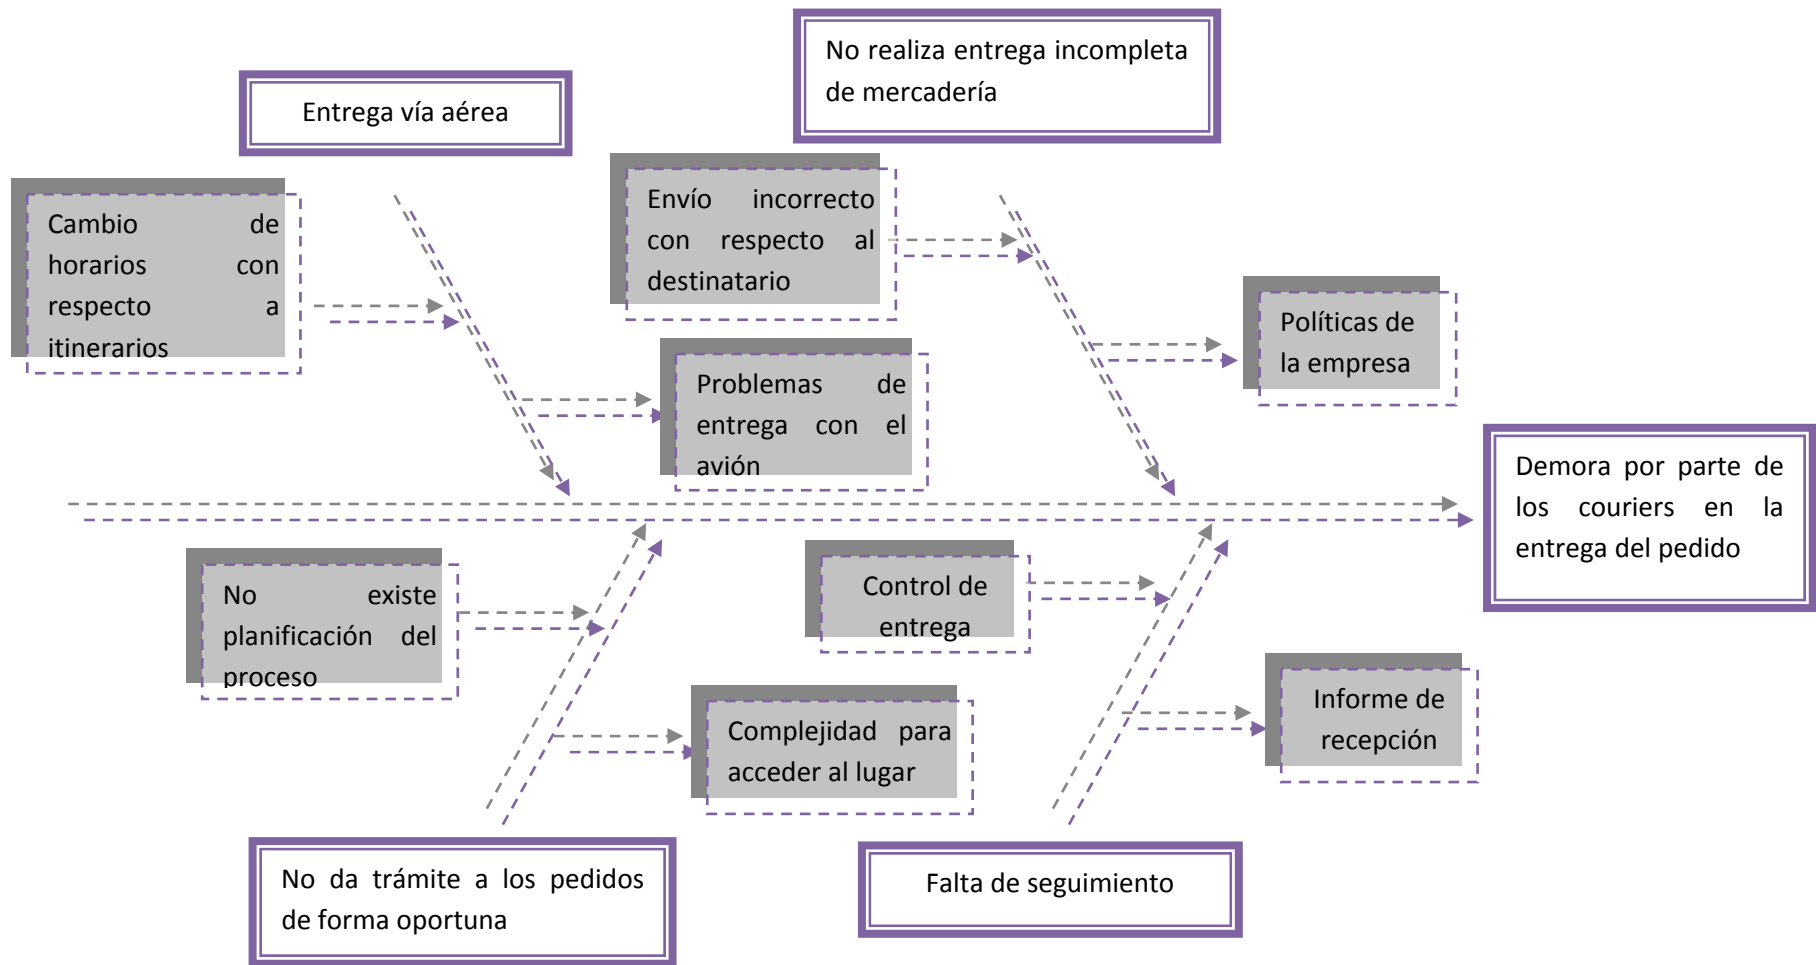 No realiza entrega incompleta
de mercadería
Entrega vía aérea
Envío incorrecto
con respecto al
destinatario
Cambio de
horarios con
respecto a
itinerarios
Políticas de
la empresa
Problemas de
entrega con el
avión
Demora por parte de
los couriers en la
entrega del pedido
No existe
planificación del
proceso
Control de
entrega
Informe de
recepción
Complejidad para
acceder al lugar
No da trámite a los pedidos
de forma oportuna
Falta de seguimiento